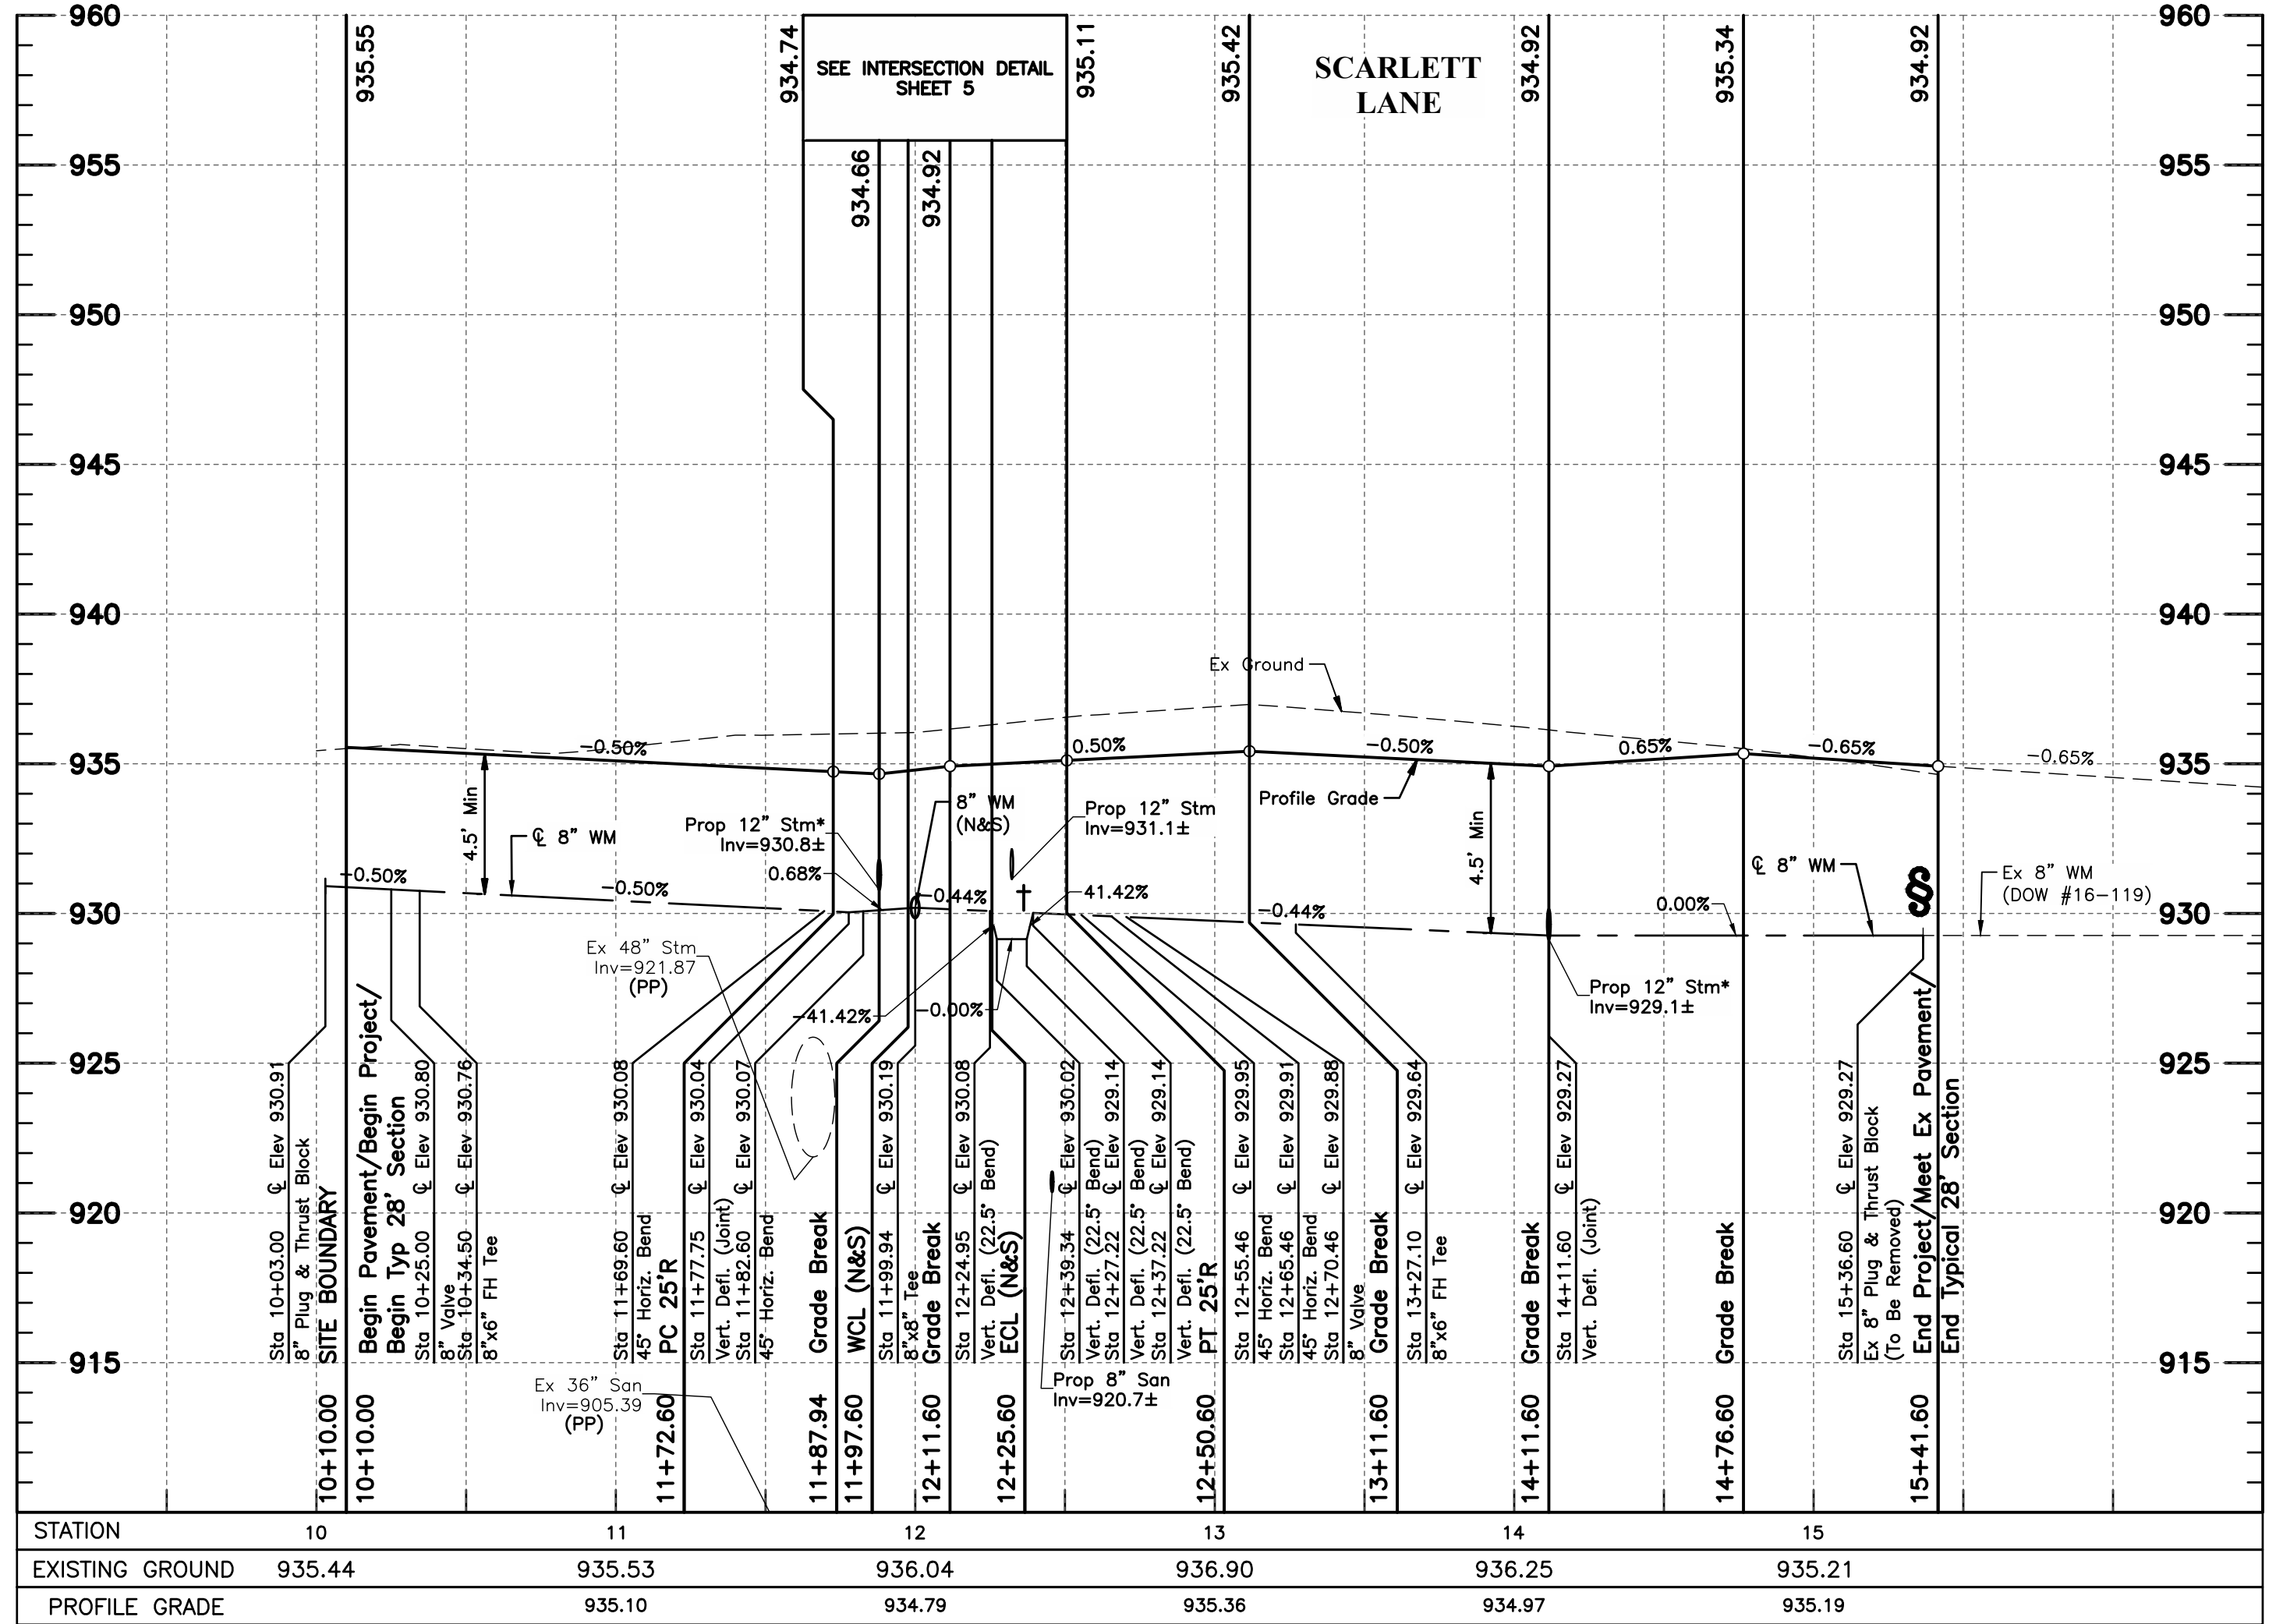 960
955
950
945
940
935
930
925
920
915
960
955
950
945
940
935
930
925
920
915
935.55
934.74
SEE INTERSECTION DETAIL
SHEET 5
935.11
935.42
SCARLETT
LANE
934.92
935.34
934.92
934.66
934.92
Ex Ground
-0.50%
0.50%
-0.50%
0.65%
-0.65%
-0.65%
Profile Grade
4.5' Min
℄ 8" WM
Prop 12" Stm*
Inv=930.8±
0.68%
8" WM
(N&S)
Prop 12" Stm
Inv=931.1±
4.5' Min
℄ 8" WM
Ex 8" WM
(DOW #16-119)
-0.50%
-0.50%
-0.44%
41.42%
-0.44%
0.00%
Ex 48" Stm
Inv=921.87
(PP)
-41.42%
-0.00%
Prop 12" Stm*
Inv=929.1±
Sta 10+03.00 ℄ Elev 930.91
8" Plug & Thrust Block
10+10.00 SITE BOUNDARY
10+10.00 Begin Pavement/Begin Project/
Begin Typ 28' Section
Sta 10+25.00 ℄ Elev 930.80
8" Valve
Sta 10+34.50 ℄ Elev 930.76
8"x6" FH Tee
Sta 11+69.60 ℄ Elev 930.08
45° Horiz. Bend
11+72.60 PC 25'R
Sta 11+77.75 ℄ Elev 930.04
Vert. Defl. (Joint)
Sta 11+82.60 ℄ Elev 930.07
45° Horiz. Bend
11+87.94 Grade Break
11+97.60 WCL (N&S)
Sta 11+99.94 ℄ Elev 930.19
8"x8" Tee
12+11.60 Grade Break
Sta 12+24.95 ℄ Elev 930.08
Vert. Defl. (22.5° Bend)
12+25.60 ECL (N&S)
Sta 12+39.34 ℄ Elev 930.02
Vert. Defl. (22.5° Bend)
Sta 12+27.22 ℄ Elev 929.14
Vert. Defl. (22.5° Bend)
Sta 12+37.22 ℄ Elev 929.14
Vert. Defl. (22.5° Bend)
12+50.60 PT 25'R
Sta 12+55.46 ℄ Elev 929.95
45° Horiz. Bend
Sta 12+65.46 ℄ Elev 929.91
45° Horiz. Bend
Sta 12+70.46 ℄ Elev 929.88
8" Valve
13+11.60 Grade Break
Sta 13+27.10 ℄ Elev 929.64
8"x6" FH Tee
14+11.60 Grade Break
Sta 14+11.60 ℄ Elev 929.27
Vert. Defl. (Joint)
14+76.60 Grade Break
Sta 15+36.60 ℄ Elev 929.27
Ex 8" Plug & Thrust Block
(To Be Removed)
15+41.60 End Project/Meet Ex Pavement/
End Typical 28' Section
Ex 36" San
Inv=905.39
(PP)
Prop 8" San
Inv=920.7±
STATION 10 11 12 13 14 15
EXISTING GROUND 935.44 935.53 936.04 936.90 936.25 935.21
PROFILE GRADE 935.10 934.79 935.36 934.97 935.19